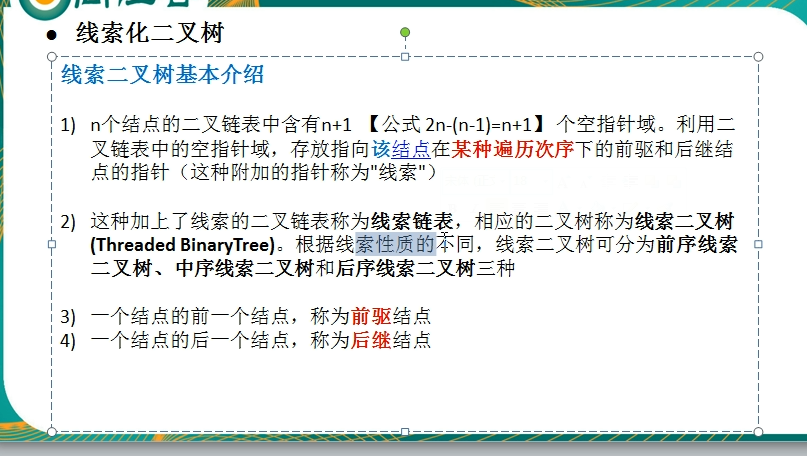 ● 线索化二叉树
线索二叉树基本介绍
1) n个结点的二叉链表中含有n+1 【公式 2n-(n-1)=n+1】 个空指针域。利用二
叉链表中的空指针域，存放指向该结点在某种遍历次序下的前驱和后继结
点的指针（这种附加的指针称为"线索"）
2) 这种加上了线索的二叉链表称为线索链表，相应的二叉树称为线索二叉树
(Threaded BinaryTree)。根据线索性质的不同，线索二叉树可分为前序线索
二叉树、中序线索二叉树和后序线索二叉树三种
3) 一个结点的前一个结点，称为前驱结点
4) 一个结点的后一个结点，称为后继结点